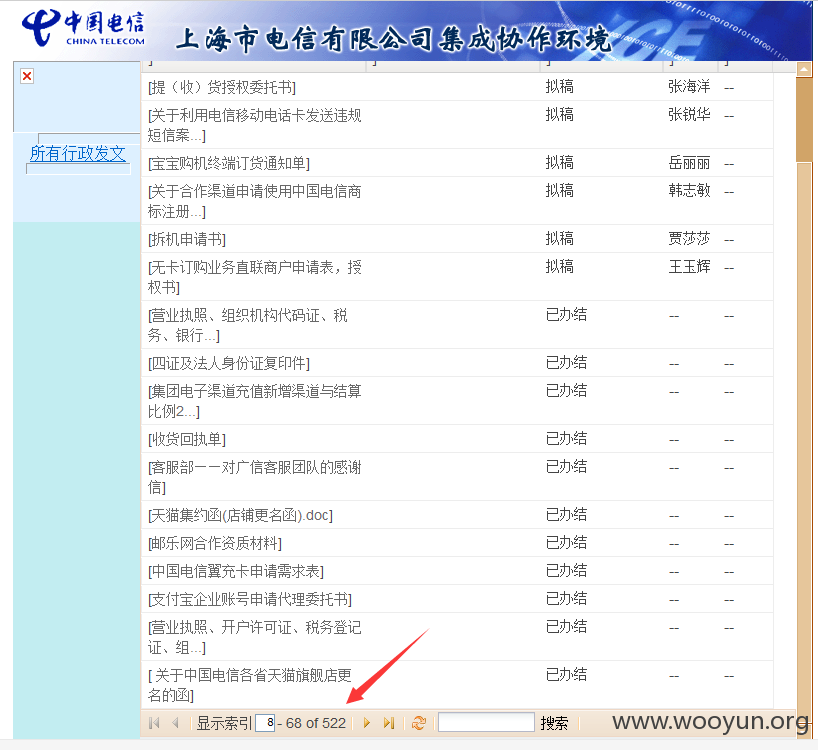 中国电信
CHINA TELECOM
上海市电信有限公司集成协作环境
所有行政发文
[提（收）货授权委托书] 拟稿 张海洋 --
[关于利用电信移动电话卡发送违规
短信案...] 拟稿 张锐华 --
[宝宝购机终端订货通知单] 拟稿 岳丽丽 --
[关于合作渠道申请使用中国电信商
标注册...] 拟稿 韩志敏 --
[拆机申请书] 拟稿 贾莎莎 --
[无卡订购业务直联商户申请表，授
权书] 拟稿 王玉辉 --
[营业执照、组织机构代码证、税
务、银行...] 已办结 -- --
[四证及法人身份证复印件] 已办结 -- --
[集团电子渠道充值新增渠道与结算
比例2...] 已办结 -- --
[收货回执单] 已办结 -- --
[客服部－－对广信客服团队的感谢
信] 已办结 -- --
[天猫集约函(店铺更名函).doc] 已办结 -- --
[邮乐网合作资质材料] 已办结 -- --
[中国电信翼充卡申请需求表] 已办结 -- --
[支付宝企业账号申请代理委托书] 已办结 -- --
[营业执照、开户许可证、税务登记
证、组...] 已办结 -- --
[ 关于中国电信各省天猫旗舰店更
名的函] 已办结 -- --
显示索引 8 - 68 of 522 搜索
www.wooyun.org